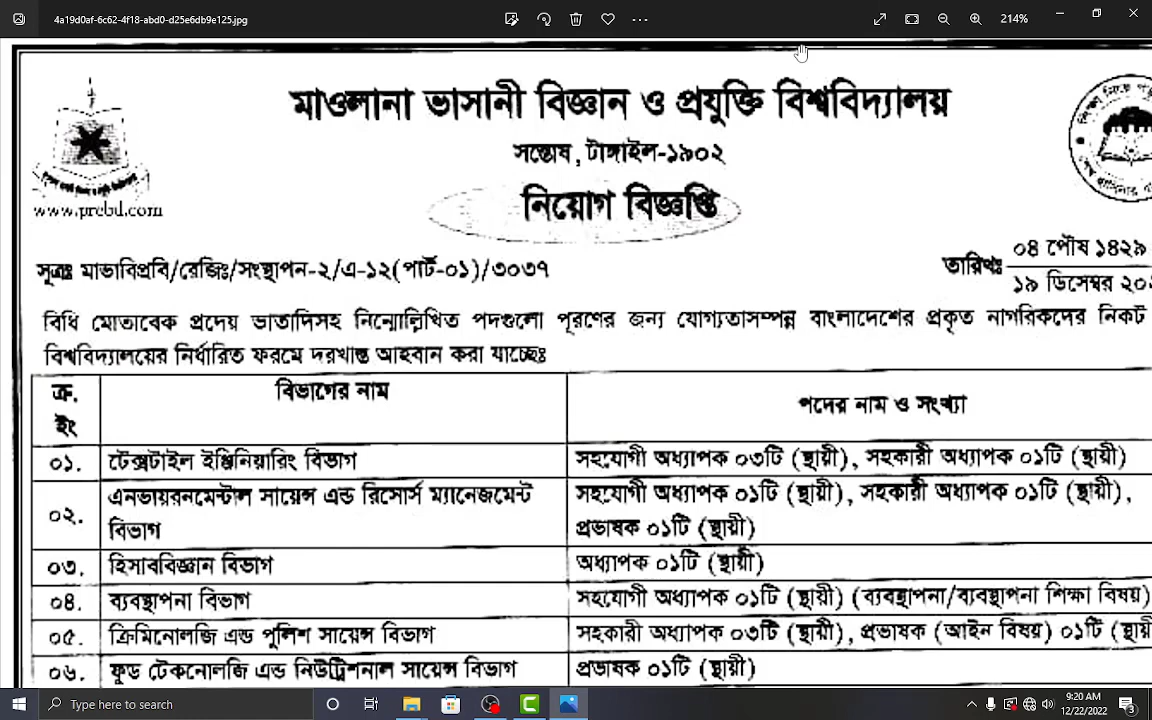 4a19d0af-6c62-4f18-abd0-d25e6db9e125.jpg
214%
মাওলানা ভাসানী বিজ্ঞান ও প্রযুক্তি বিশ্ববিদ্যালয়
সন্তোষ, টাঙ্গাইল-১৯০২
নিয়োগ বিজ্ঞপ্তি
www.prebd.com
সূত্রঃ মাভাবিপ্রবি/রেজিঃ/সংস্থাপন-২/এ-১২(পার্ট-০১)/৩০৩৭
তারিখঃ ০৪ পৌষ ১৪২৯
১৯ ডিসেম্বর
বিধি মোতাবেক প্রদেয় ভাতাদিসহ নিম্নোল্লিখিত পদগুলো পূরণের জন্য যোগ্যতাসম্পন্ন বাংলাদেশের প্রকৃত নাগরিকদের নিকট
বিশ্ববিদ্যালয়ের নির্ধারিত ফরমে দরখাস্ত আহবান করা যাচ্ছেঃ
ক্র. ইং
বিভাগের নাম
পদের নাম ও সংখ্যা
০১. টেক্সটাইল ইঞ্জিনিয়ারিং বিভাগ সহযোগী অধ্যাপক ০৩টি (স্থায়ী), সহকারী অধ্যাপক ০১টি (স্থায়ী)
০২. এনভায়রনমেন্টাল সায়েন্স এন্ড রিসোর্স ম্যানেজমেন্ট সহযোগী অধ্যাপক ০১টি (স্থায়ী), সহকারী অধ্যাপক ০১টি (স্থায়ী),
বিভাগ প্রভাষক ০১টি (স্থায়ী)
০৩. হিসাববিজ্ঞান বিভাগ অধ্যাপক ০১টি (স্থায়ী)
০৪. ব্যবস্থাপনা বিভাগ সহযোগী অধ্যাপক ০১টি (স্থায়ী) (ব্যবস্থাপনা/ব্যবস্থাপনা শিক্ষা বিষয়)
০৫. ক্রিমিনোলজি এন্ড পুলিশ সায়েন্স বিভাগ সহকারী অধ্যাপক ০৩টি (স্থায়ী), প্রভাষক (আইন বিষয়) ০১টি
০৬. ফুড টেকনোলজি এন্ড নিউট্রিশনাল সায়েন্স বিভাগ প্রভাষক ০১টি (স্থায়ী)
Type here to search
9:20 AM
12/22/2022
3